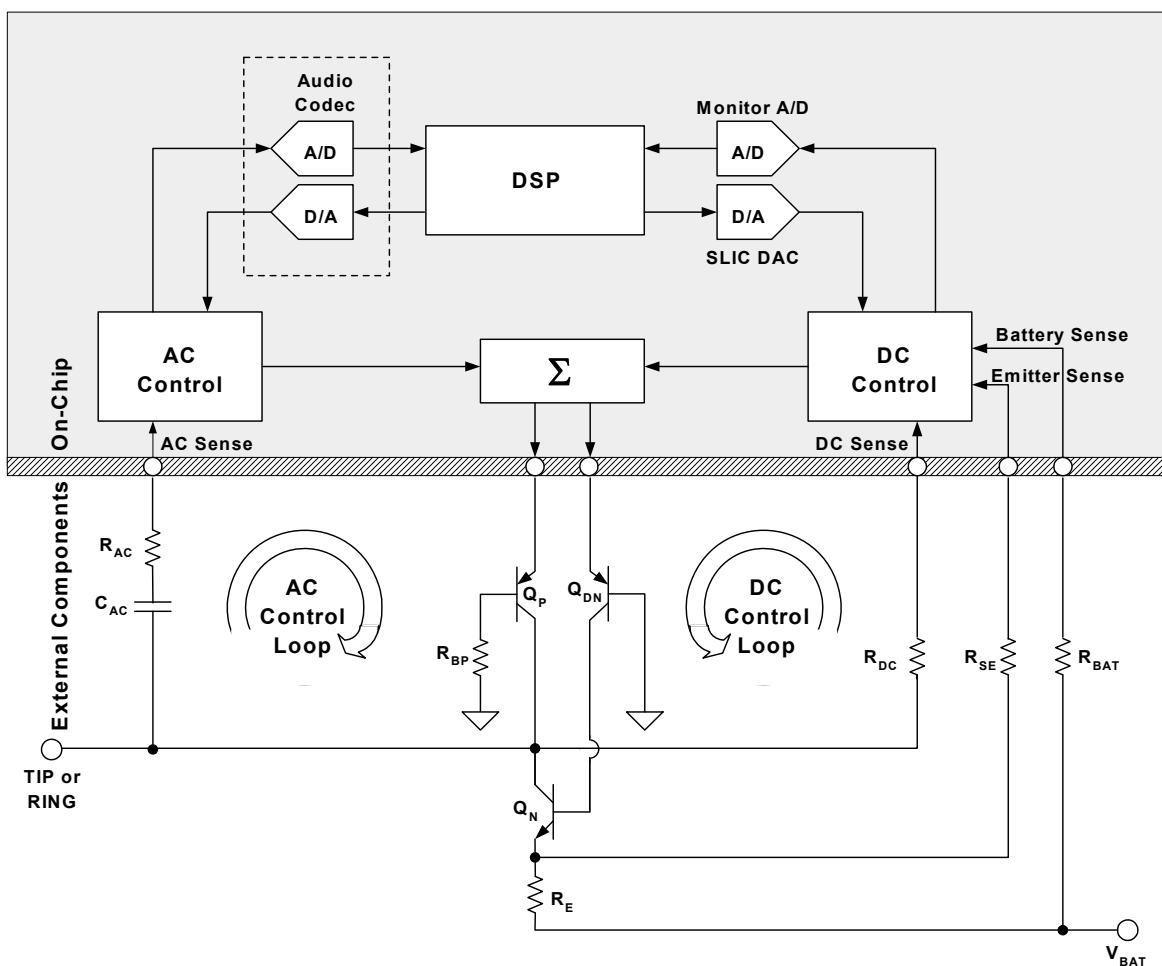 Audio
Codec
Monitor A/D
A/D
DSP
A/D
D/A
D/A
SLIC DAC
AC
Control
Σ
DC
Control
Battery Sense
Emitter Sense
On-Chip
AC Sense
DC Sense
External Components
R_AC
C_AC
AC
Control
Loop
Q_P
Q_DN
R_BP
DC
Control
Loop
R_DC
R_SE
R_BAT
TIP or
RING
Q_N
R_E
V_BAT